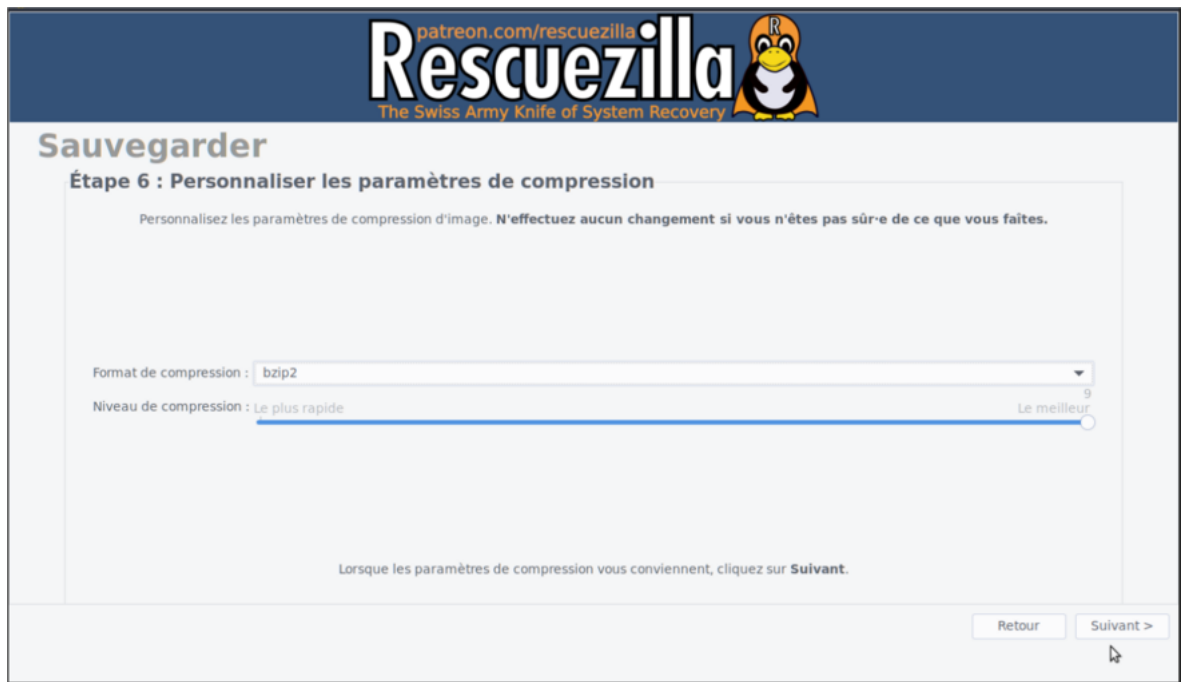 patreon.com/rescuezilla
Rescuezilla
R
The Swiss Army Knife of System Recovery
Sauvegarder
Étape 6 : Personnaliser les paramètres de compression
Personnalisez les paramètres de compression d'image. N'effectuez aucun changement si vous n'êtes pas sûr·e de ce que vous faîtes.
Format de compression : bzip2
9
Niveau de compression : Le plus rapide Le meilleur
Lorsque les paramètres de compression vous conviennent, cliquez sur Suivant.
Retour Suivant >